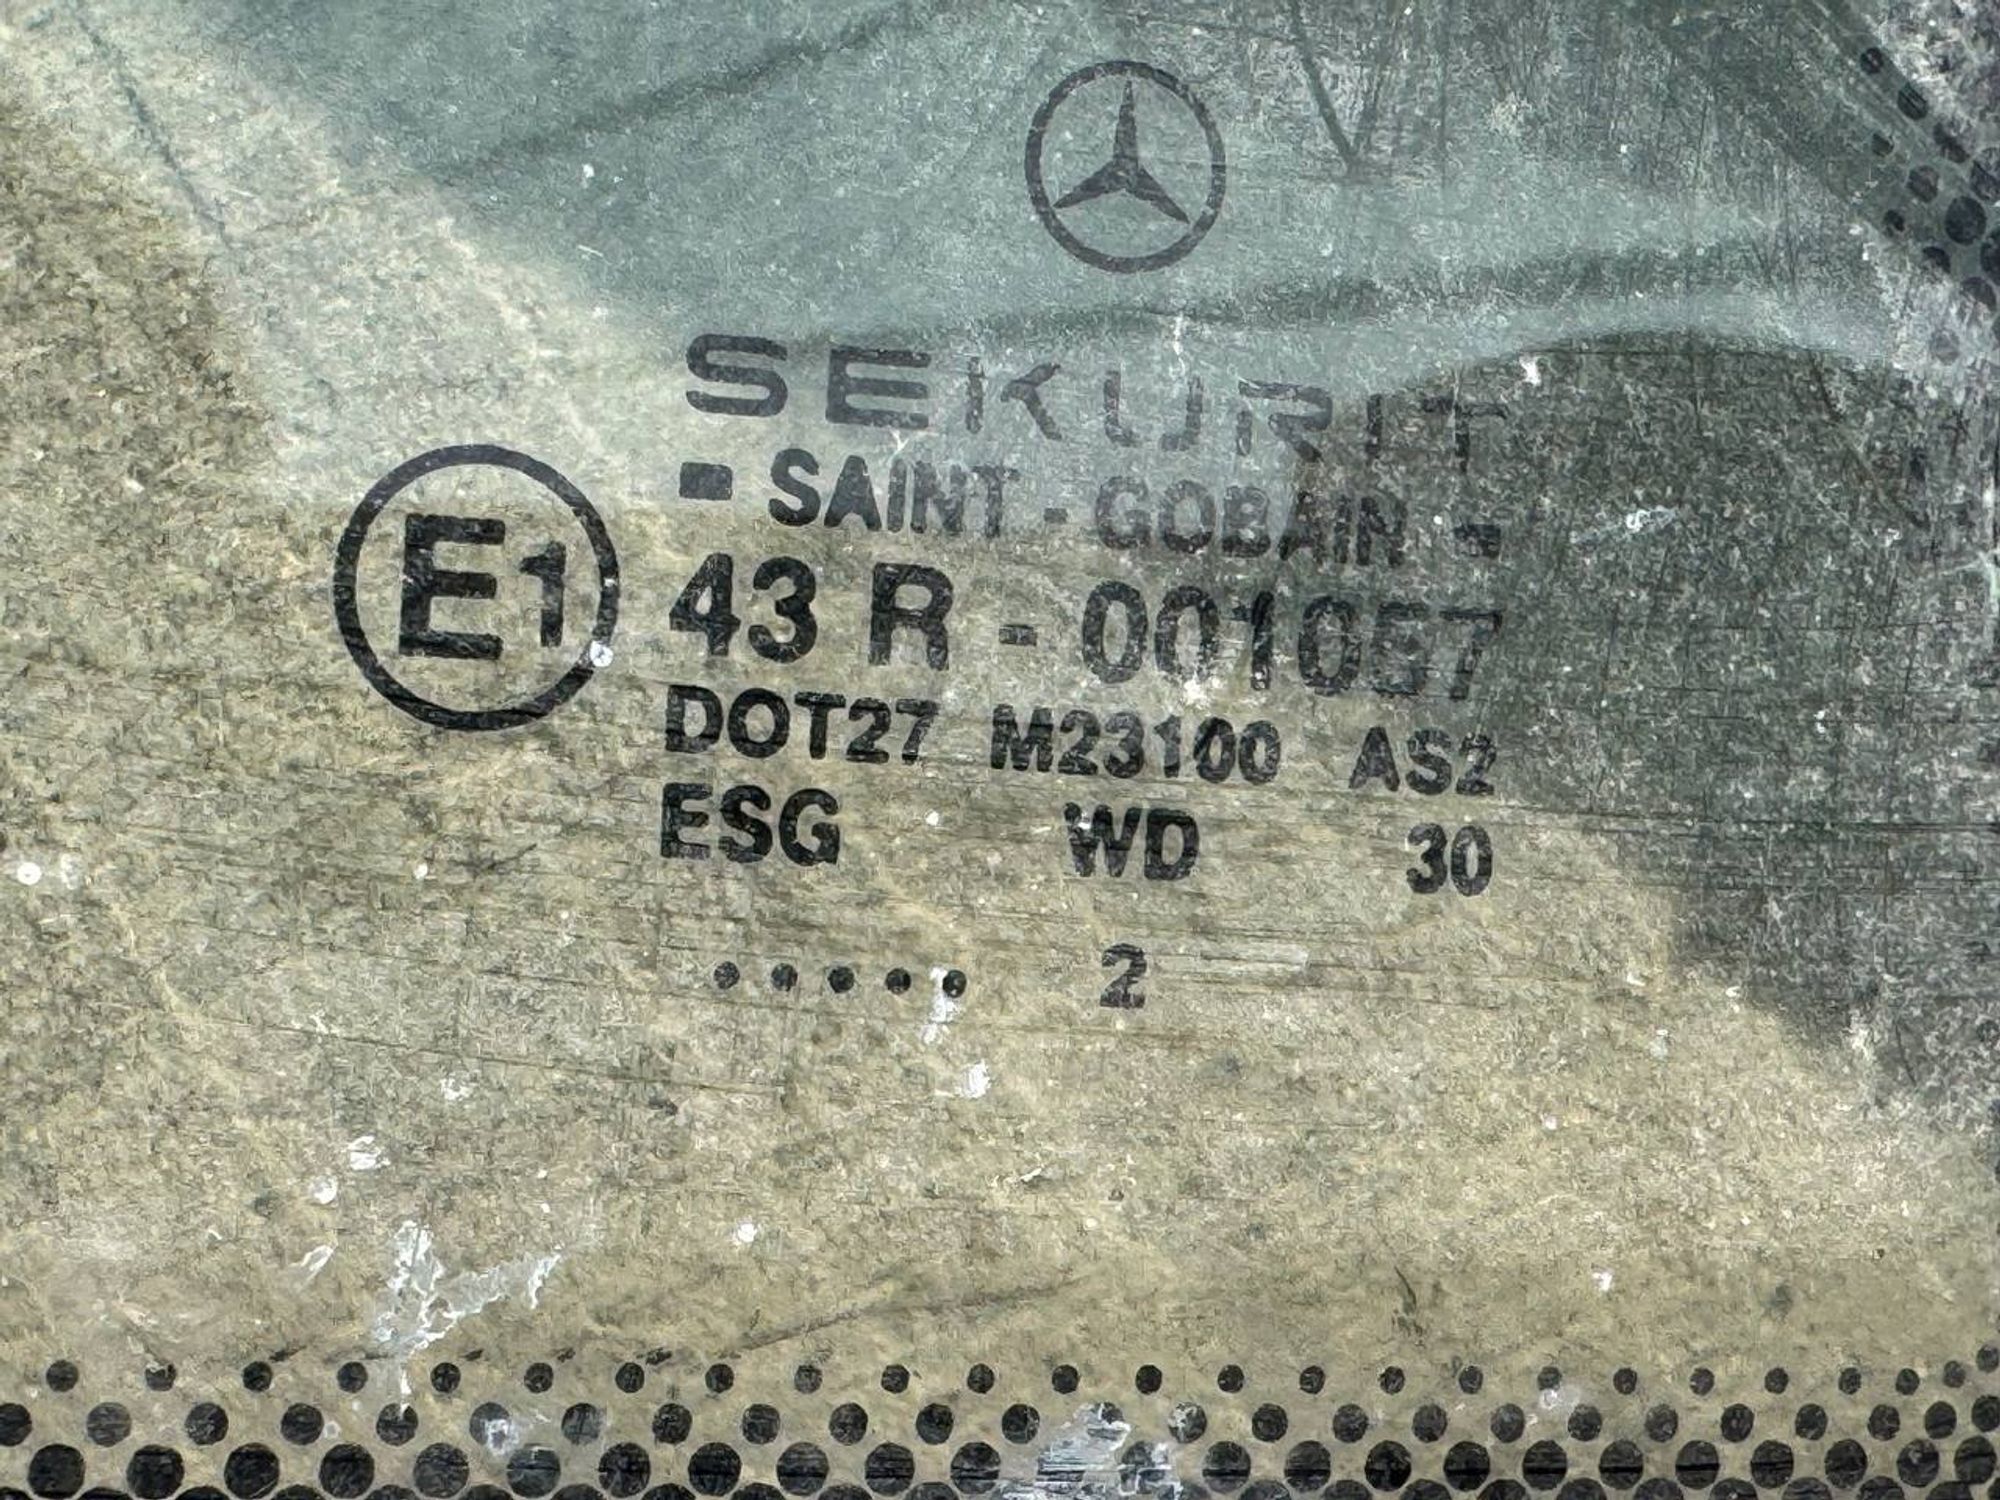 SEKURIT
SAINT-GOBAIN
E1
43 R - 001057
DOT27 M23100 AS2
ESG WD 30
..... 2